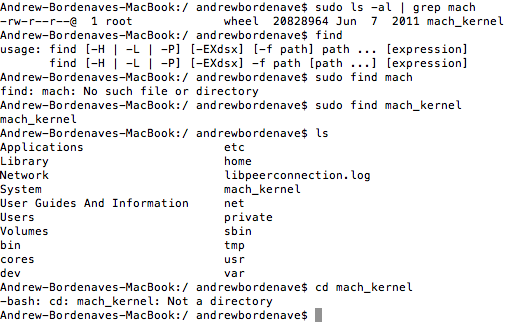 Andrew-Bordenaves-MacBook:/ andrewbordenave$ sudo ls -al | grep mach
-rw-r--r--@  1 root            wheel  20828964 Jun  7  2011 mach_kernel
Andrew-Bordenaves-MacBook:/ andrewbordenave$ find
usage: find [-H | -L | -P] [-EXdsx] [-f path] path ... [expression]
       find [-H | -L | -P] [-EXdsx] -f path [path ...] [expression]
Andrew-Bordenaves-MacBook:/ andrewbordenave$ sudo find mach
find: mach: No such file or directory
Andrew-Bordenaves-MacBook:/ andrewbordenave$ sudo find mach_kernel
mach_kernel
Andrew-Bordenaves-MacBook:/ andrewbordenave$ ls
Applications                    etc
Library                         home
Network                         libpeerconnection.log
System                          mach_kernel
User Guides And Information     net
Users                           private
Volumes                         sbin
bin                             tmp
cores                           usr
dev                             var
Andrew-Bordenaves-MacBook:/ andrewbordenave$ cd mach_kernel
-bash: cd: mach_kernel: Not a directory
Andrew-Bordenaves-MacBook:/ andrewbordenave$